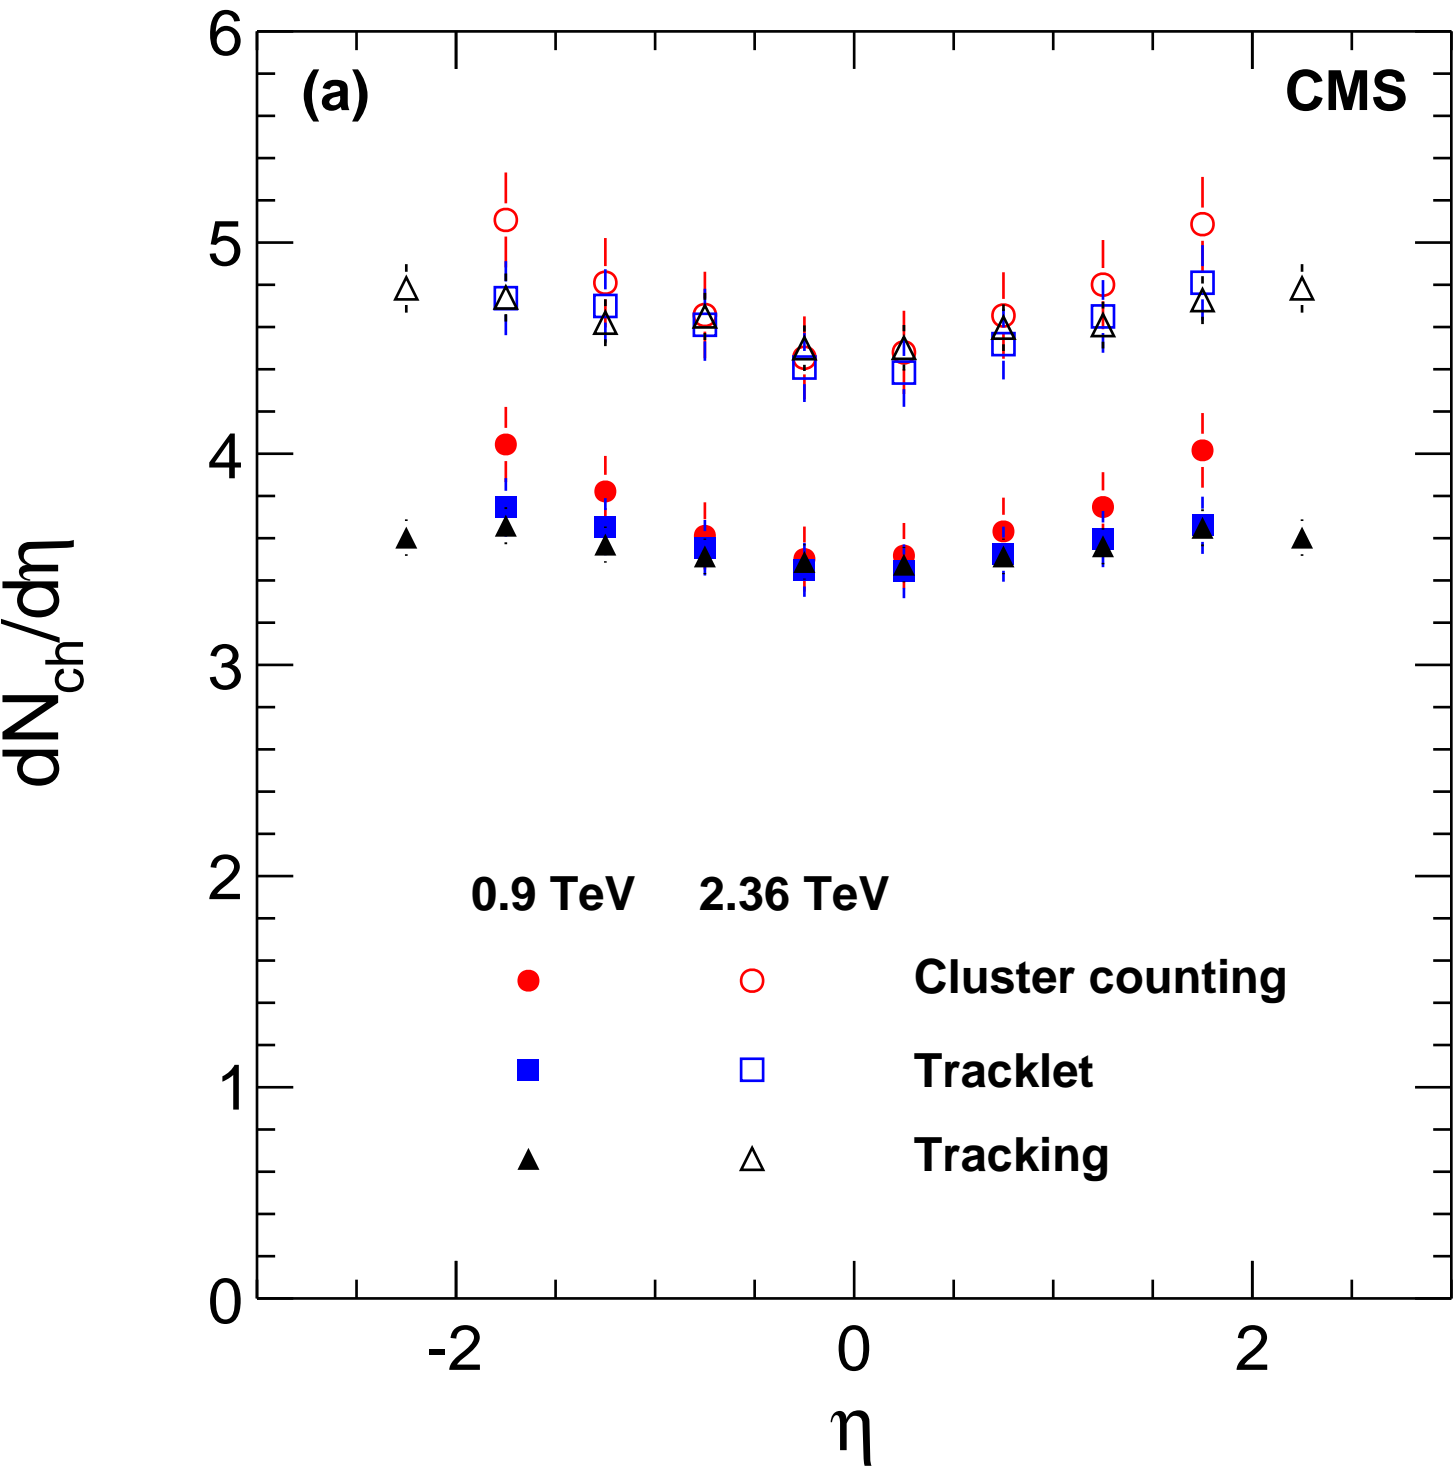 6
(a) CMS
5
4
3
2
1
0
dN_ch/dη
0.9 TeV 2.36 TeV
Cluster counting
Tracklet
Tracking
-2 0 2
η